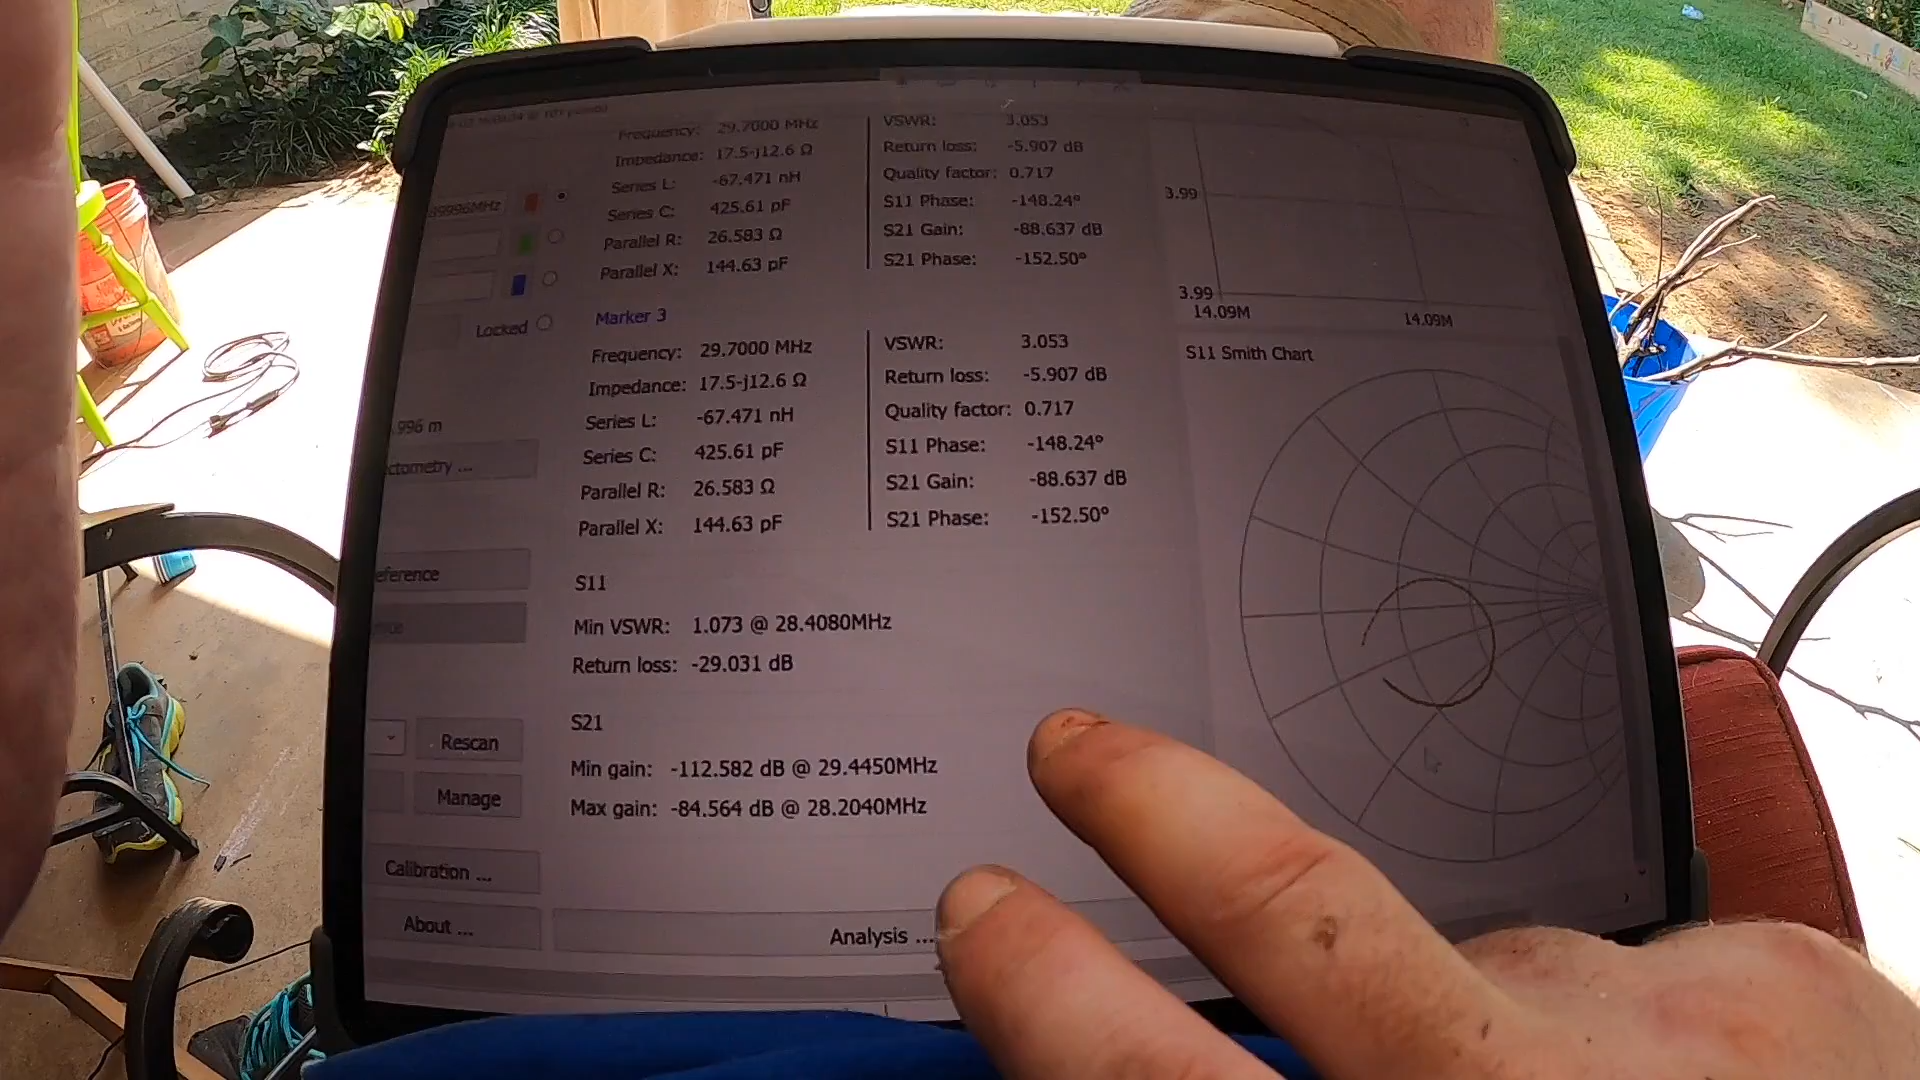 Frequency: 29.7000 MHz
Impedance: 17.5-j12.6 Ω
Series L: -67.471 nH
Series C: 425.61 pF
Parallel R: 26.583 Ω
Parallel X: 144.63 pF
VSWR: 3.053
Return loss: -5.907 dB
Quality factor: 0.717
S11 Phase: -148.24°
S21 Gain: -88.637 dB
S21 Phase: -152.50°
89996MHz
Locked
.996 m
ctometry ...
eference
Rescan
Manage
Calibration ...
About ...
Marker 3
Frequency: 29.7000 MHz
Impedance: 17.5-j12.6 Ω
Series L: -67.471 nH
Series C: 425.61 pF
Parallel R: 26.583 Ω
Parallel X: 144.63 pF
VSWR: 3.053
Return loss: -5.907 dB
Quality factor: 0.717
S11 Phase: -148.24°
S21 Gain: -88.637 dB
S21 Phase: -152.50°
S11
Min VSWR: 1.073 @ 28.4080MHz
Return loss: -29.031 dB
S21
Min gain: -112.582 dB @ 29.4450MHz
Max gain: -84.564 dB @ 28.2040MHz
Analysis ...
3.99
3.99
14.09M 14.09M
S11 Smith Chart